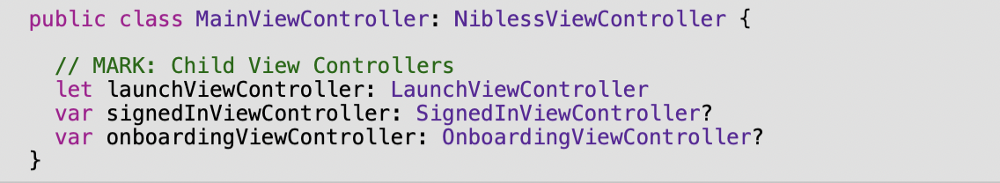 public class MainViewController: NiblessViewController {
// MARK: Child View Controllers
let launchViewController: LaunchViewController
var signedInViewController: SignedInViewController?
var onboardingViewController: OnboardingViewController?
}